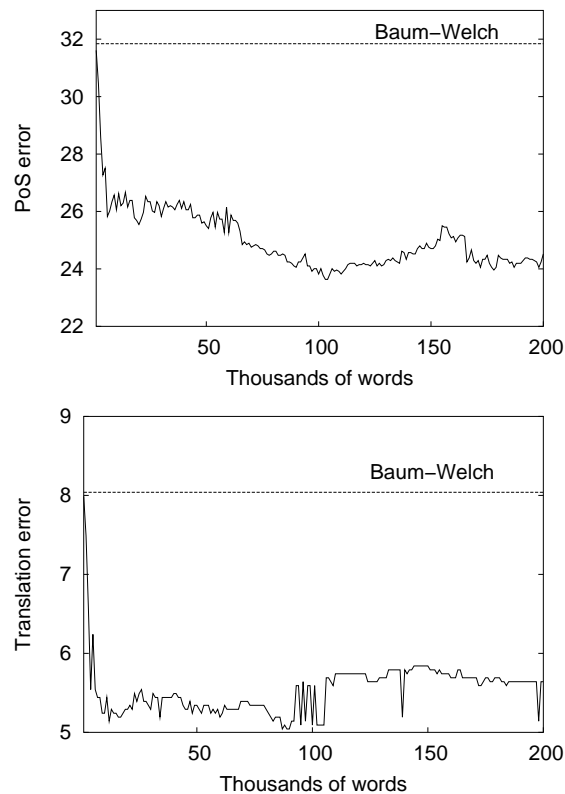 32
30
28
26
24
22
PoS error
Baum−Welch
50 100 150 200
Thousands of words
9
8
7
6
5
Translation error
Baum−Welch
50 100 150 200
Thousands of words